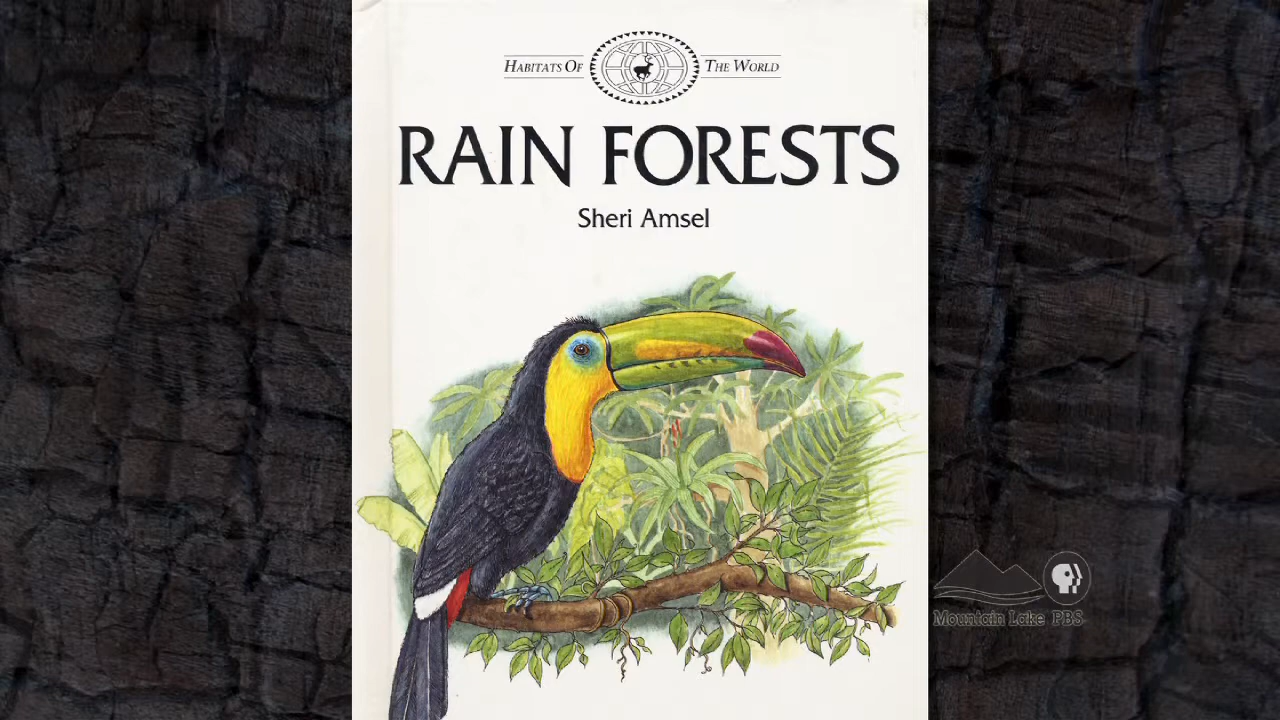 HABITATS OF THE WORLD
RAIN FORESTS
Sheri Amsel
Mountain Lake PBS